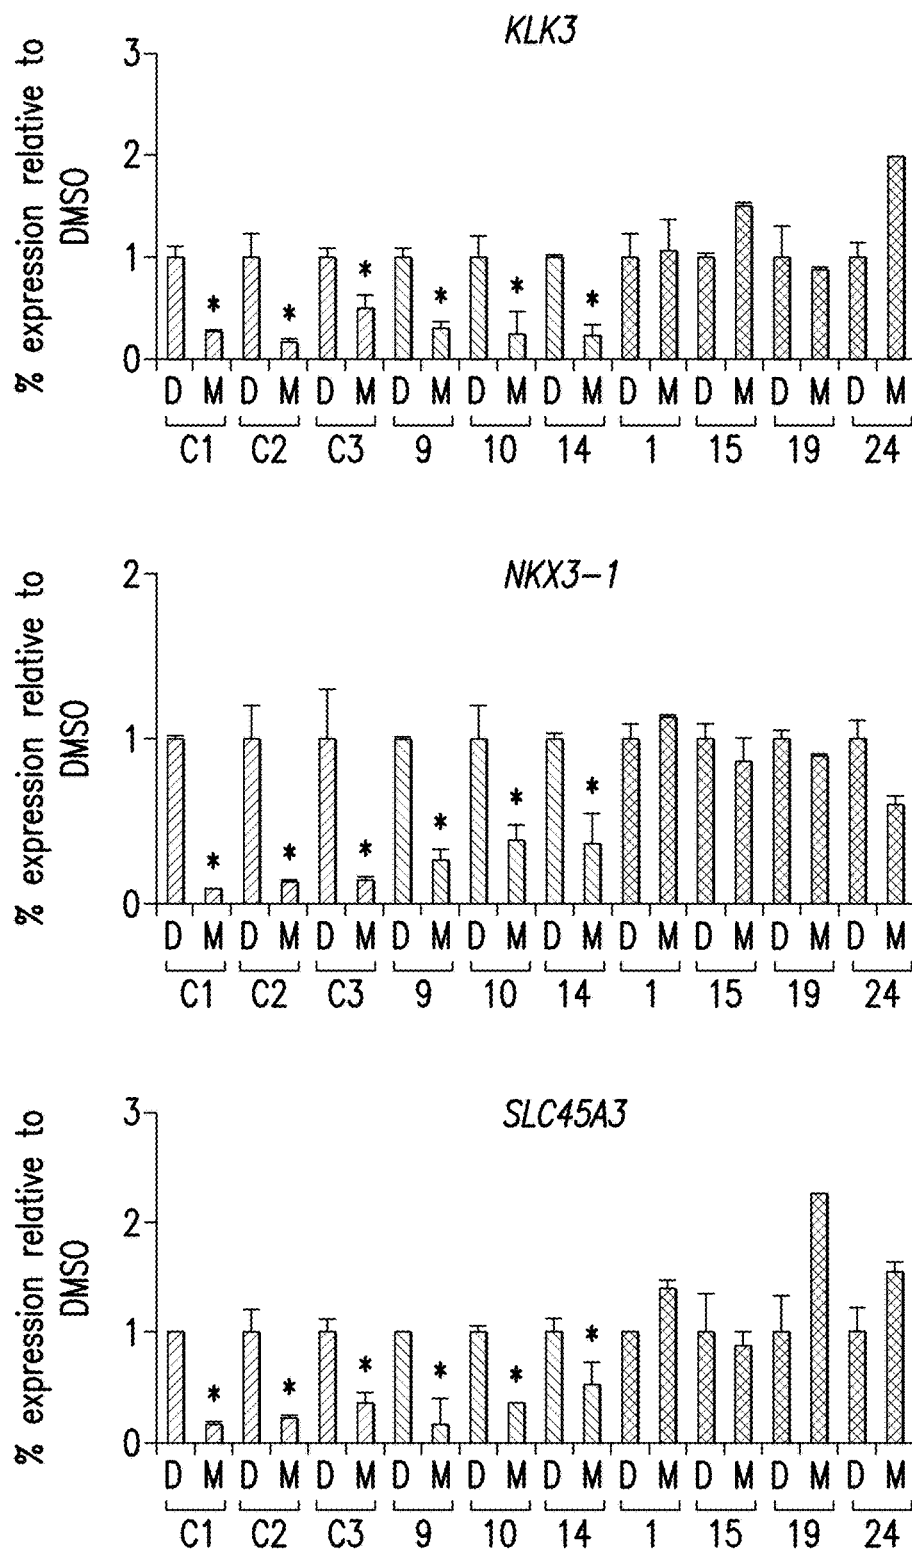 KLK3
% expression relative to
DMSO
3
2
1
0
* * * * * *
D M D M D M D M D M D M D M D M D M D M
C1 C2 C3 9 10 14 1 15 19 24
NKX3-1
% expression relative to
DMSO
2
1
0
* * * * * *
D M D M D M D M D M D M D M D M D M D M
C1 C2 C3 9 10 14 1 15 19 24
SLC45A3
% expression relative to
DMSO
3
2
1
0
* * * * * *
D M D M D M D M D M D M D M D M D M D M
C1 C2 C3 9 10 14 1 15 19 24